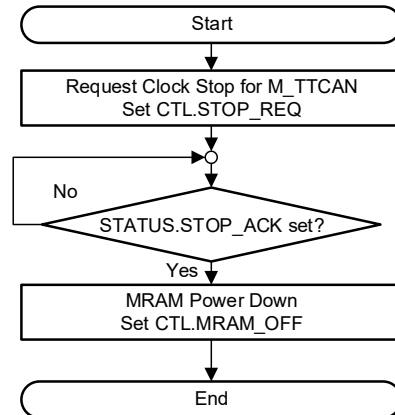 Start
Request Clock Stop for M_TTCAN
Set CTL.STOP_REQ
No
STATUS.STOP_ACK set?
Yes
MRAM Power Down
Set CTL.MRAM_OFF
End